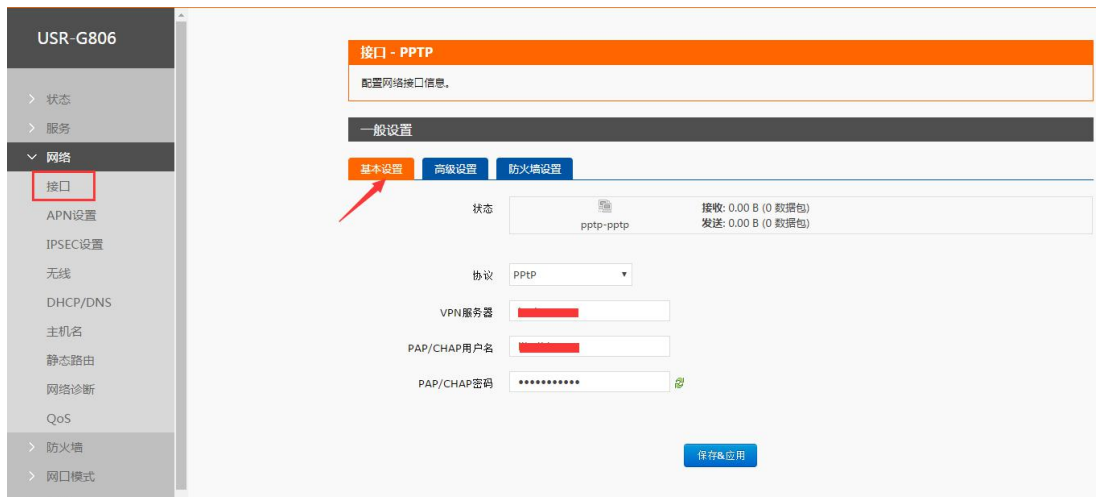 USR-G806
状态
服务
网络
接口
APN设置
IPSEC设置
无线
DHCP/DNS
主机名
静态路由
网络诊断
QoS
防火墙
网口模式
接口 - PPTP
配置网络接口信息。
一般设置
基本设置 高级设置 防火墙设置
状态
pptp-pptp
接收: 0.00 B (0 数据包)
发送: 0.00 B (0 数据包)
协议 PPtP
VPN服务器
PAP/CHAP用户名
PAP/CHAP密码 •••••••••••
保存&应用